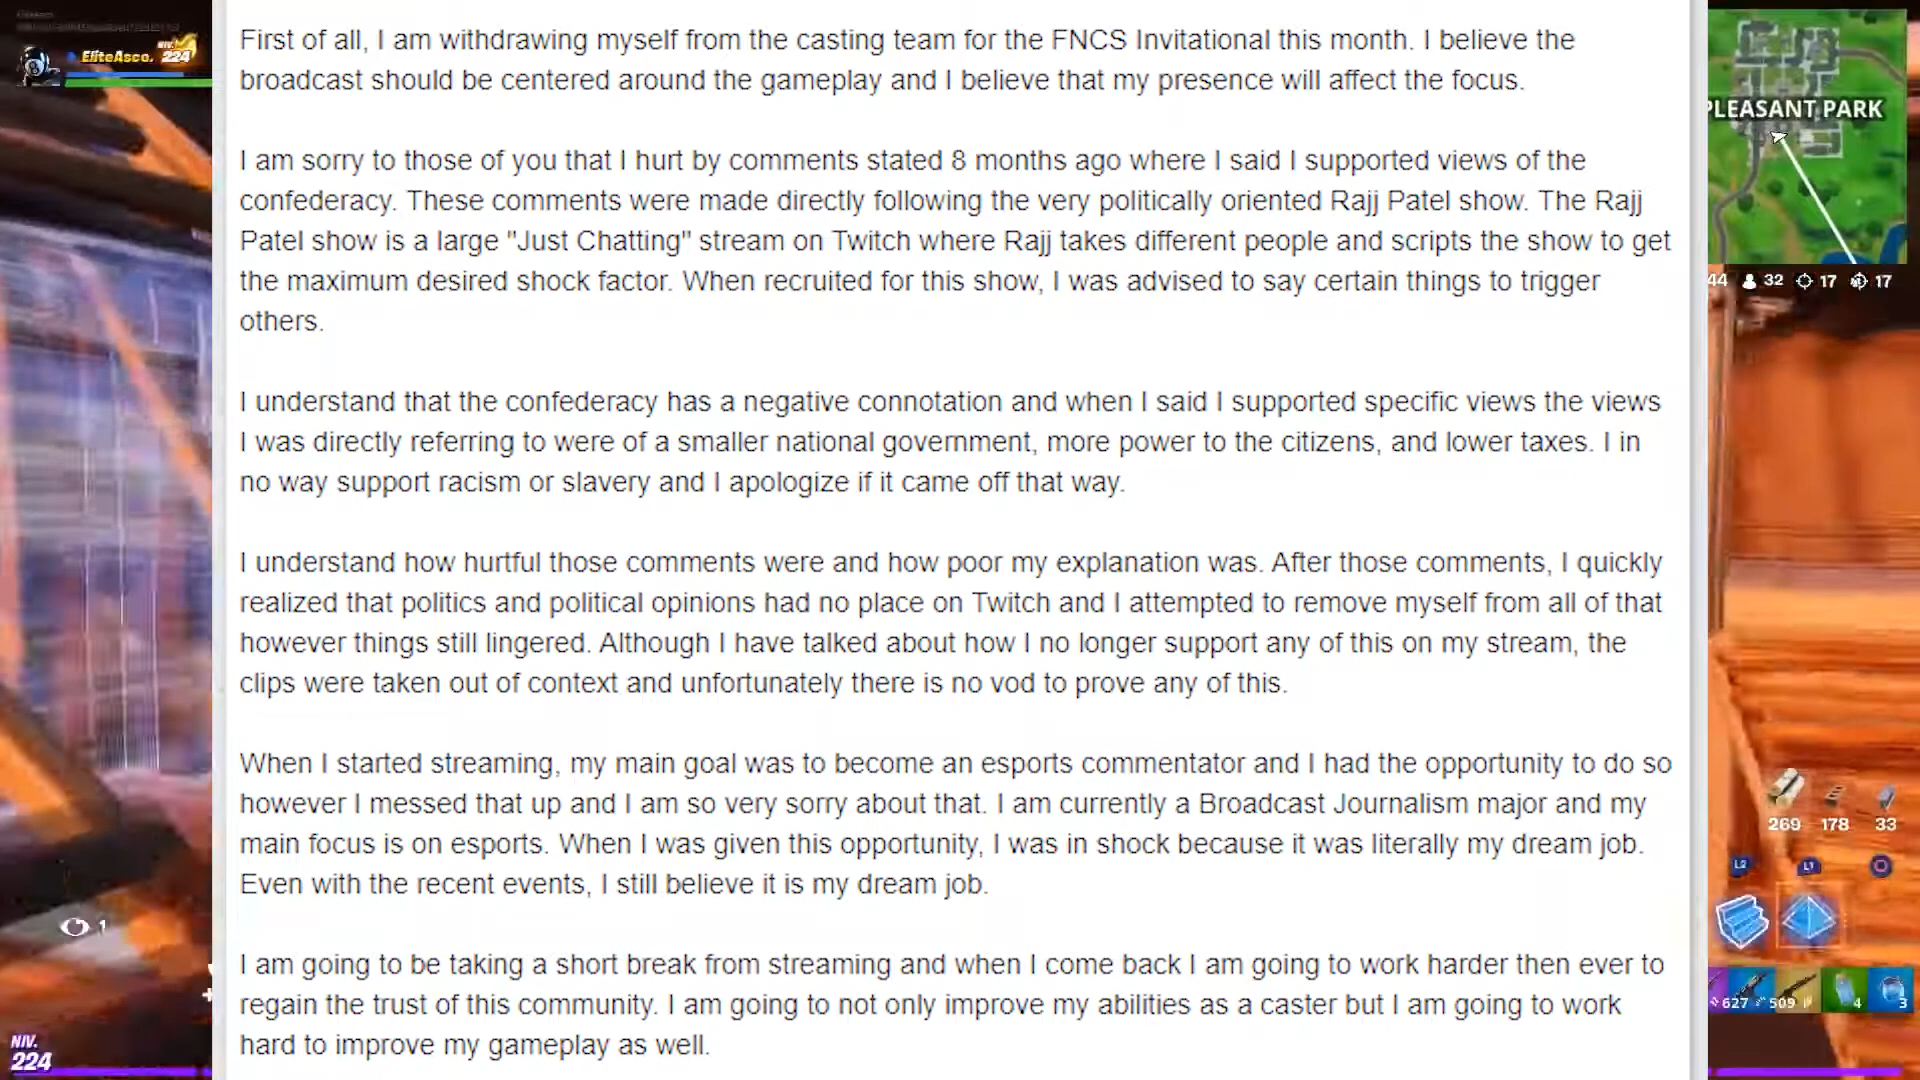 EliteAsco. NIV. 224
First of all, I am withdrawing myself from the casting team for the FNCS Invitational this month. I believe the
broadcast should be centered around the gameplay and I believe that my presence will affect the focus.
PLEASANT PARK
I am sorry to those of you that I hurt by comments stated 8 months ago where I said I supported views of the
confederacy. These comments were made directly following the very politically oriented Rajj Patel show. The Rajj
Patel show is a large "Just Chatting" stream on Twitch where Rajj takes different people and scripts the show to get
the maximum desired shock factor. When recruited for this show, I was advised to say certain things to trigger
others.
44 32 17 17
I understand that the confederacy has a negative connotation and when I said I supported specific views the views
I was directly referring to were of a smaller national government, more power to the citizens, and lower taxes. I in
no way support racism or slavery and I apologize if it came off that way.
I understand how hurtful those comments were and how poor my explanation was. After those comments, I quickly
realized that politics and political opinions had no place on Twitch and I attempted to remove myself from all of that
however things still lingered. Although I have talked about how I no longer support any of this on my stream, the
clips were taken out of context and unfortunately there is no vod to prove any of this.
When I started streaming, my main goal was to become an esports commentator and I had the opportunity to do so
however I messed that up and I am so very sorry about that. I am currently a Broadcast Journalism major and my
main focus is on esports. When I was given this opportunity, I was in shock because it was literally my dream job.
Even with the recent events, I still believe it is my dream job.
269 178 33
L2 L1
1
I am going to be taking a short break from streaming and when I come back I am going to work harder then ever to
regain the trust of this community. I am going to not only improve my abilities as a caster but I am going to work
hard to improve my gameplay as well.
627 509 4 3
NIV.
224